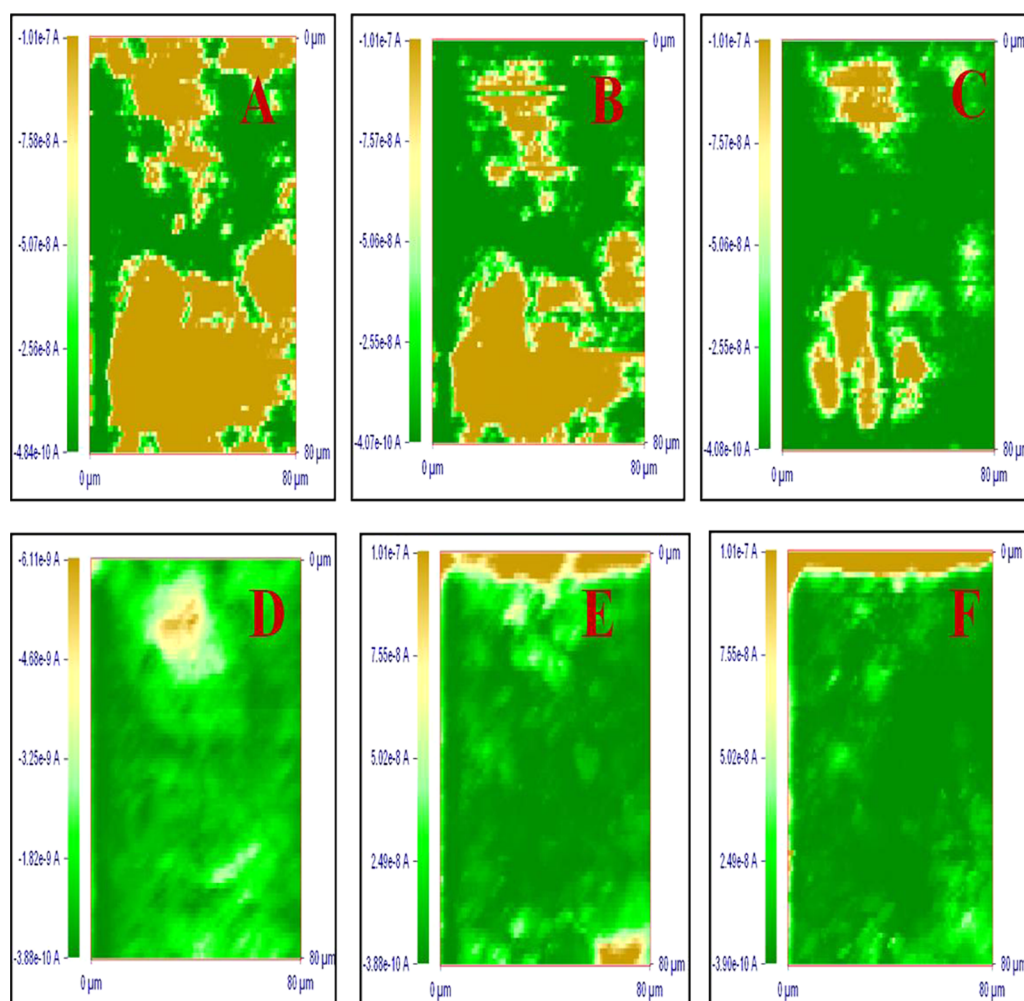 -1.01e-7 A
-7.58e-8 A
-5.07e-8 A
-2.56e-8 A
-4.84e-10 A
0 µm
80 µm
0 µm
80 µm
A
-1.01e-7 A
-7.57e-8 A
-5.06e-8 A
-2.55e-8 A
-4.07e-10 A
0 µm
80 µm
0 µm
80 µm
B
-1.01e-7 A
-7.57e-8 A
-5.06e-8 A
-2.55e-8 A
-4.08e-10 A
0 µm
80 µm
0 µm
80 µm
C
-6.11e-9 A
-4.68e-9 A
-3.25e-9 A
-1.82e-9 A
-3.88e-10 A
0 µm
80 µm
0 µm
80 µm
D
1.01e-7 A
7.55e-8 A
5.02e-8 A
2.49e-8 A
-3.88e-10 A
0 µm
80 µm
0 µm
80 µm
E
1.01e-7 A
7.55e-8 A
5.02e-8 A
2.49e-8 A
-3.90e-10 A
0 µm
80 µm
0 µm
80 µm
F